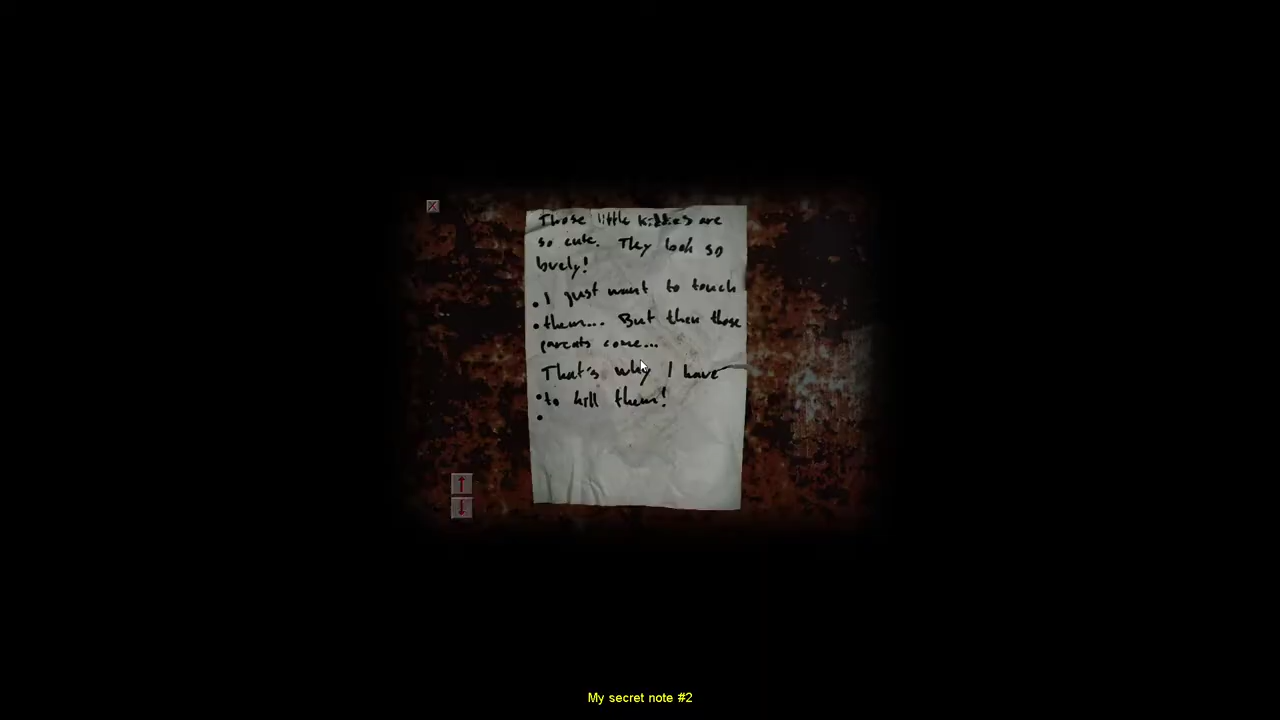 Those little kitties are
so cute. They look so
lovely!
I just want to touch
them... But then those
parents come...
That's why I have
to kill them!
My secret note #2